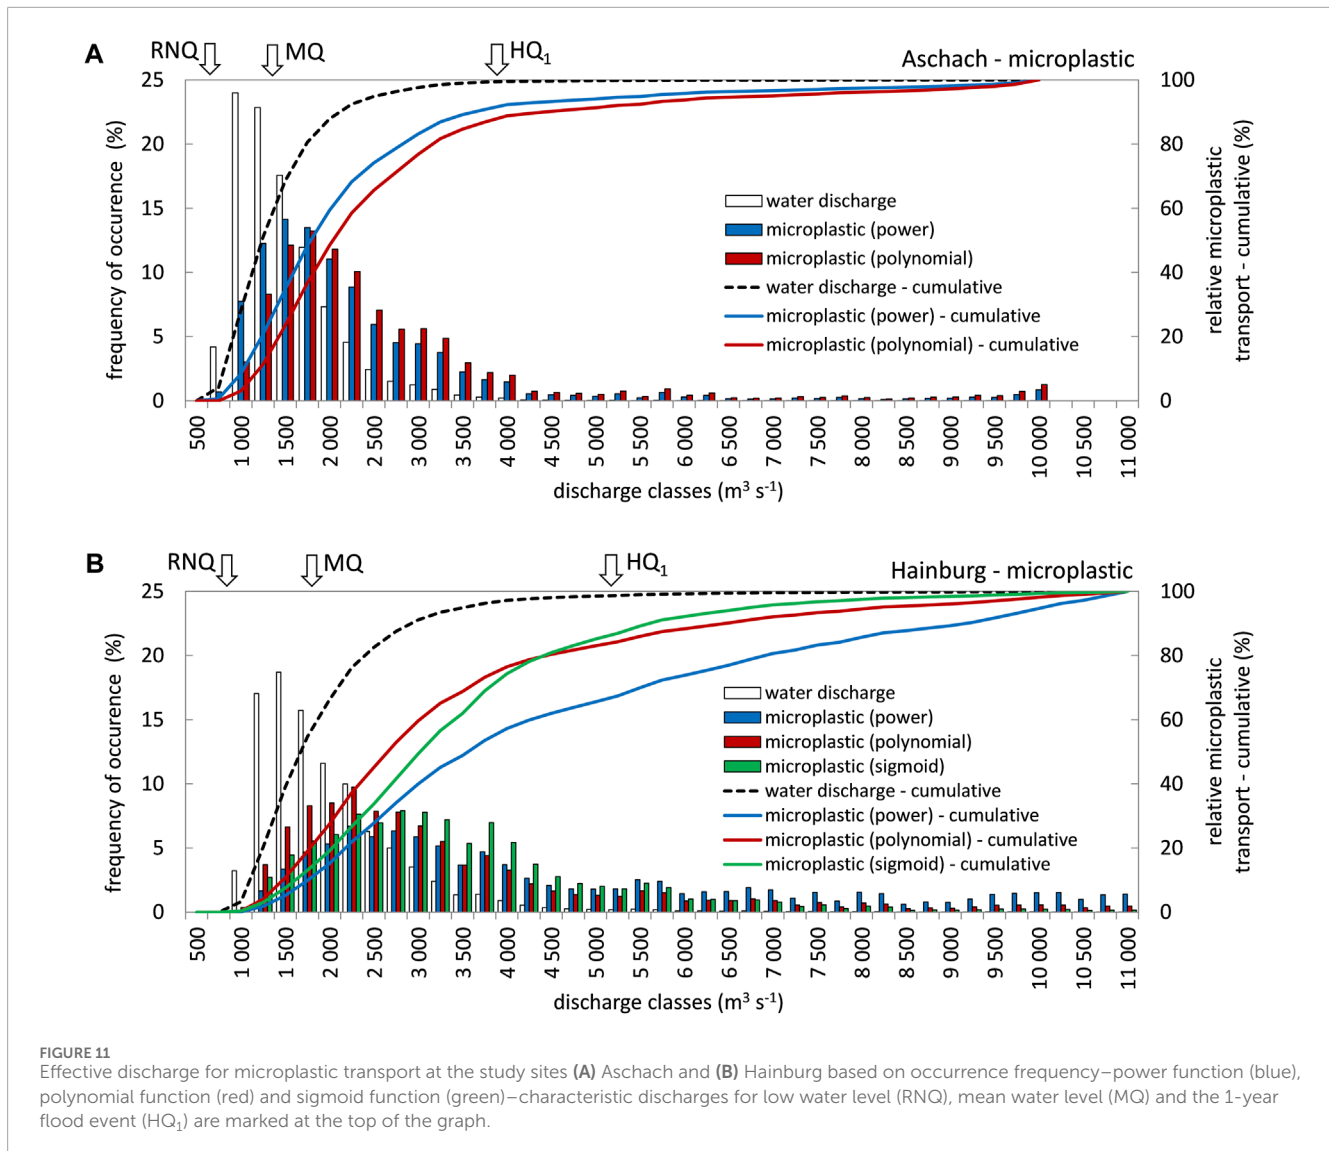 A
RNQ
MQ
HQ1
Aschach - microplastic
25
20
15
10
5
0
frequency of occurence (%)
100
80
60
40
20
0
relative microplastic
transport - cumulative (%)
water discharge
microplastic (power)
microplastic (polynomial)
water discharge - cumulative
microplastic (power) - cumulative
microplastic (polynomial) - cumulative
500
1 000
1 500
2 000
2 500
3 000
3 500
4 000
4 500
5 000
5 500
6 000
6 500
7 000
7 500
8 000
8 500
9 000
9 500
10 000
10 500
11 000
discharge classes (m³ s⁻¹)
B
RNQ
MQ
HQ1
Hainburg - microplastic
25
20
15
10
5
0
frequency of occurence (%)
100
80
60
40
20
0
relative microplastic
transport - cumulative (%)
water discharge
microplastic (power)
microplastic (polynomial)
microplastic (sigmoid)
water discharge - cumulative
microplastic (power) - cumulative
microplastic (polynomial) - cumulative
microplastic (sigmoid) - cumulative
500
1 000
1 500
2 000
2 500
3 000
3 500
4 000
4 500
5 000
5 500
6 000
6 500
7 000
7 500
8 000
8 500
9 000
9 500
10 000
10 500
11 000
discharge classes (m³ s⁻¹)
FIGURE 11
Effective discharge for microplastic transport at the study sites (A) Aschach and (B) Hainburg based on occurrence frequency–power function (blue),
polynomial function (red) and sigmoid function (green)–characteristic discharges for low water level (RNQ), mean water level (MQ) and the 1-year
flood event (HQ1) are marked at the top of the graph.